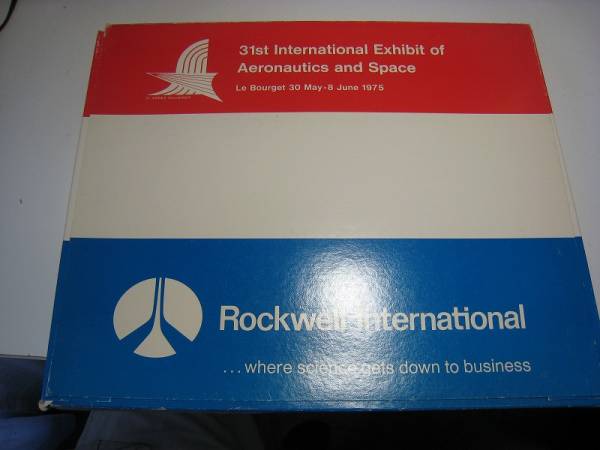 31st International Exhibit of
Aeronautics and Space
Le Bourget 30 May-8 June 1975
Rockwell International
...where science gets down to business